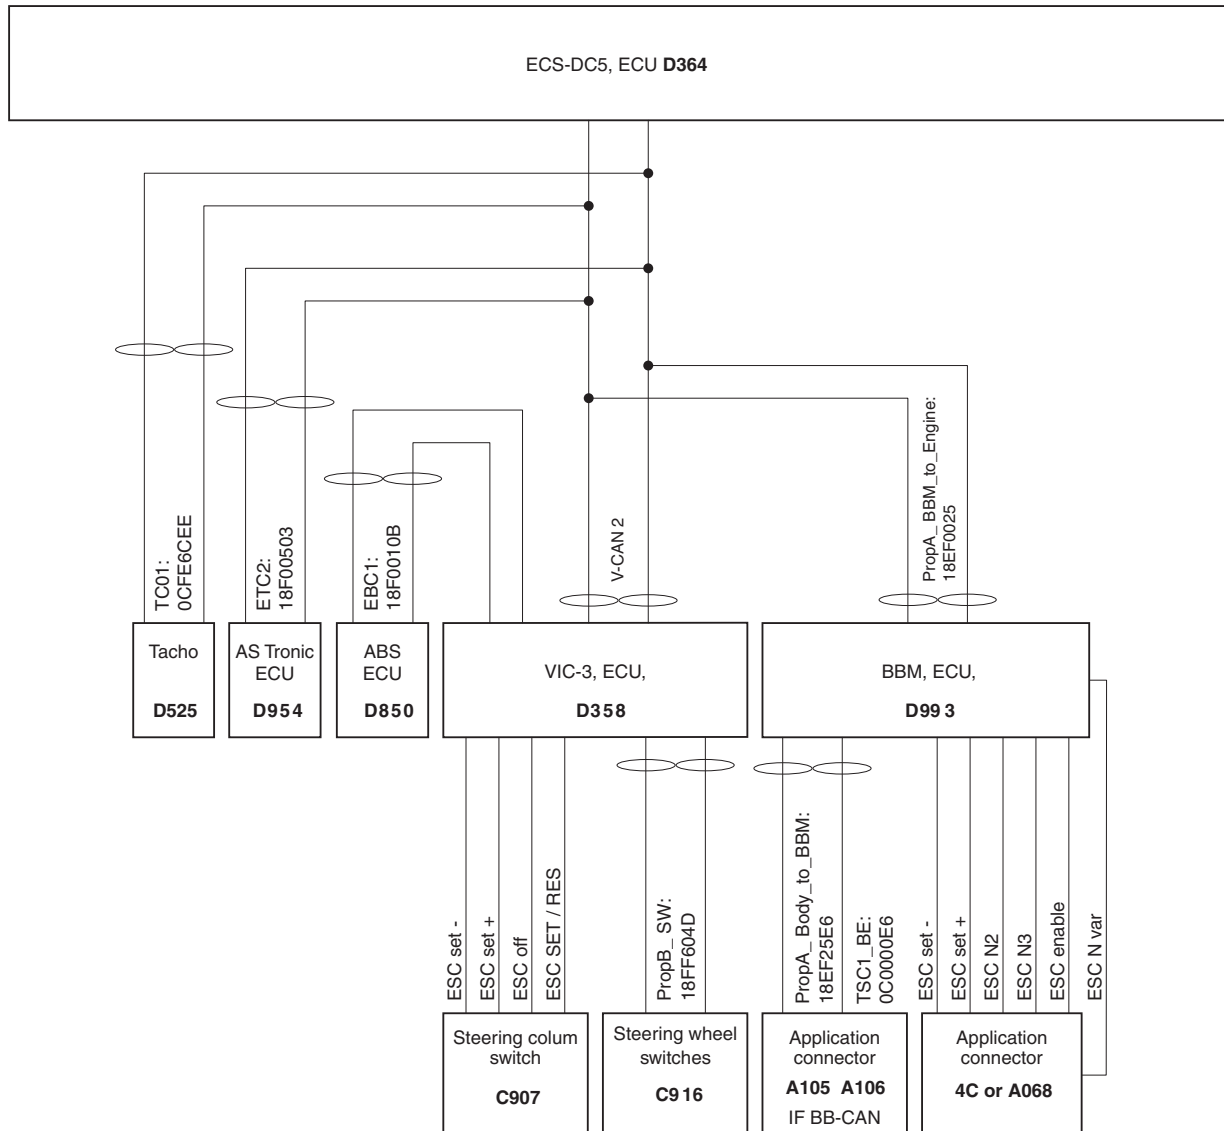 ECS-DC5, ECU D364
TC01:
0CFE6CEE
ETC2:
18F00503
EBC1:
18F0010B
V-CAN 2
PropA_ BBM_to_Engine:
18EF0025
Tacho
D525
AS Tronic
ECU
D954
ABS
ECU
D850
VIC-3, ECU,
D358
BBM, ECU,
D993
ESC set -
ESC set +
ESC off
ESC SET / RES
PropB_ SW:
18FF604D
PropA_ Body_to_BBM:
18EF25E6
TSC1_BE:
0C0000E6
ESC set -
ESC set +
ESC N2
ESC N3
ESC enable
ESC N var
Steering colum
switch
C907
Steering wheel
switches
C916
Application
connector
A105 A106
IF BB-CAN
Application
connector
4C or A068